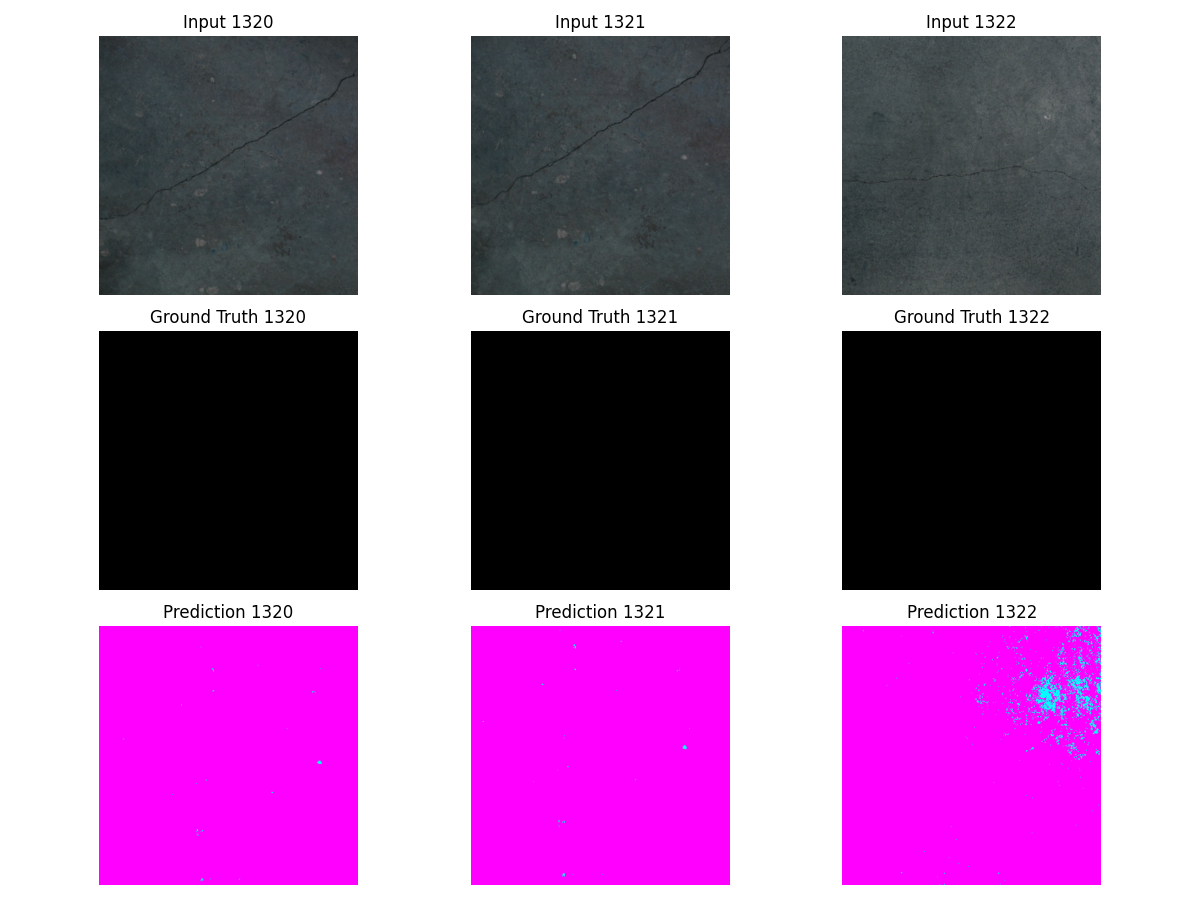 Input 1320
Input 1321
Input 1322
Ground Truth 1320
Ground Truth 1321
Ground Truth 1322
Prediction 1320
Prediction 1321
Prediction 1322